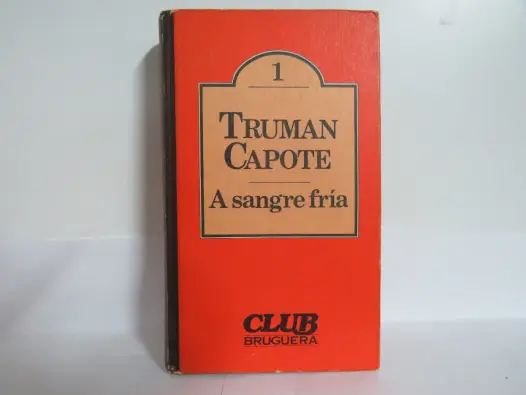 1
TRUMAN
CAPOTE
A sangre fría
CLUB
BRUGUERA